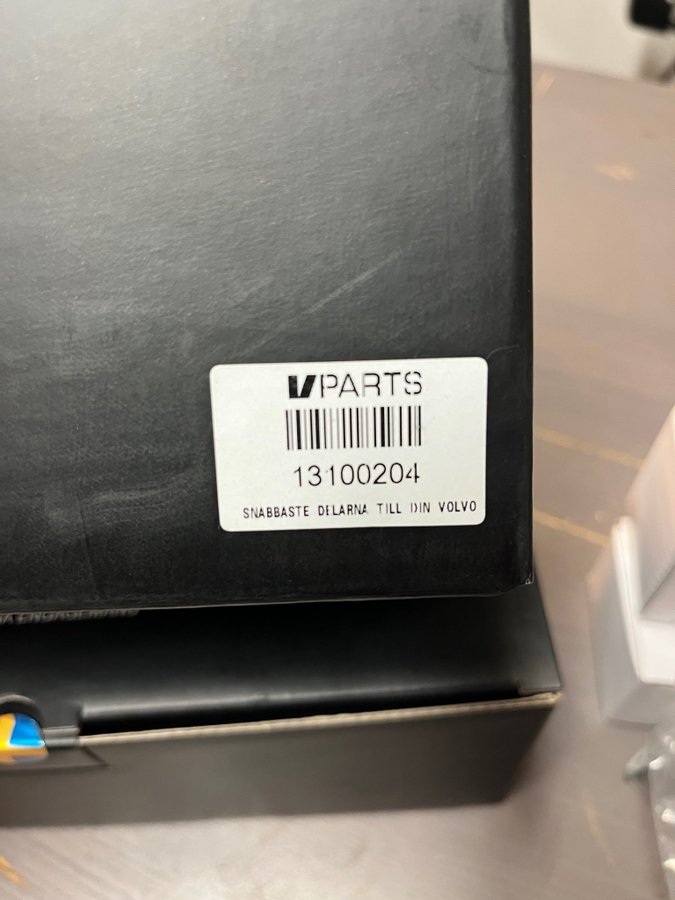 VPARTS
13100204
SNABBASTE DELARNA TILL DIN VOLVO